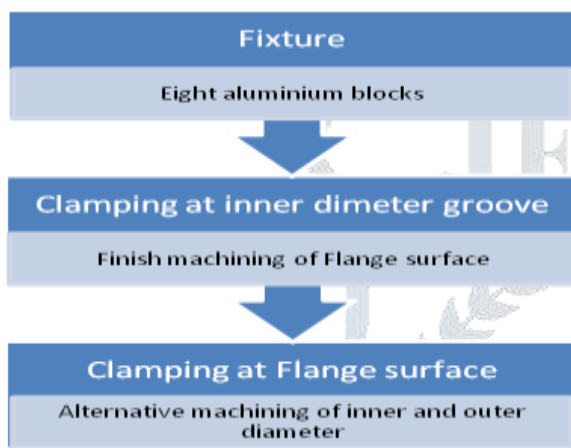 Fixture
Eight aluminium blocks
Clamping at inner dimeter groove
Finish machining of Flange surface
Clamping at Flange surface
Alternative machining of inner and outer
diameter